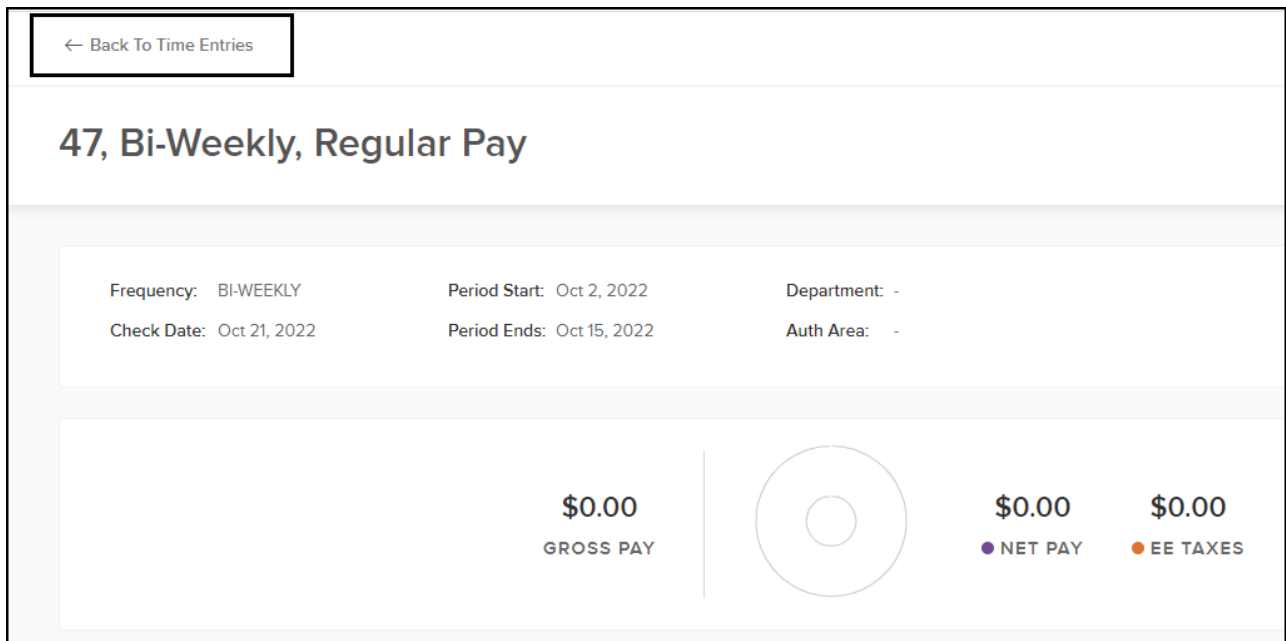 ← Back To Time Entries
47, Bi-Weekly, Regular Pay
Frequency: BI-WEEKLY Period Start: Oct 2, 2022 Department: -
Check Date: Oct 21, 2022 Period Ends: Oct 15, 2022 Auth Area: -
$0.00 $0.00 $0.00
GROSS PAY NET PAY EE TAXES